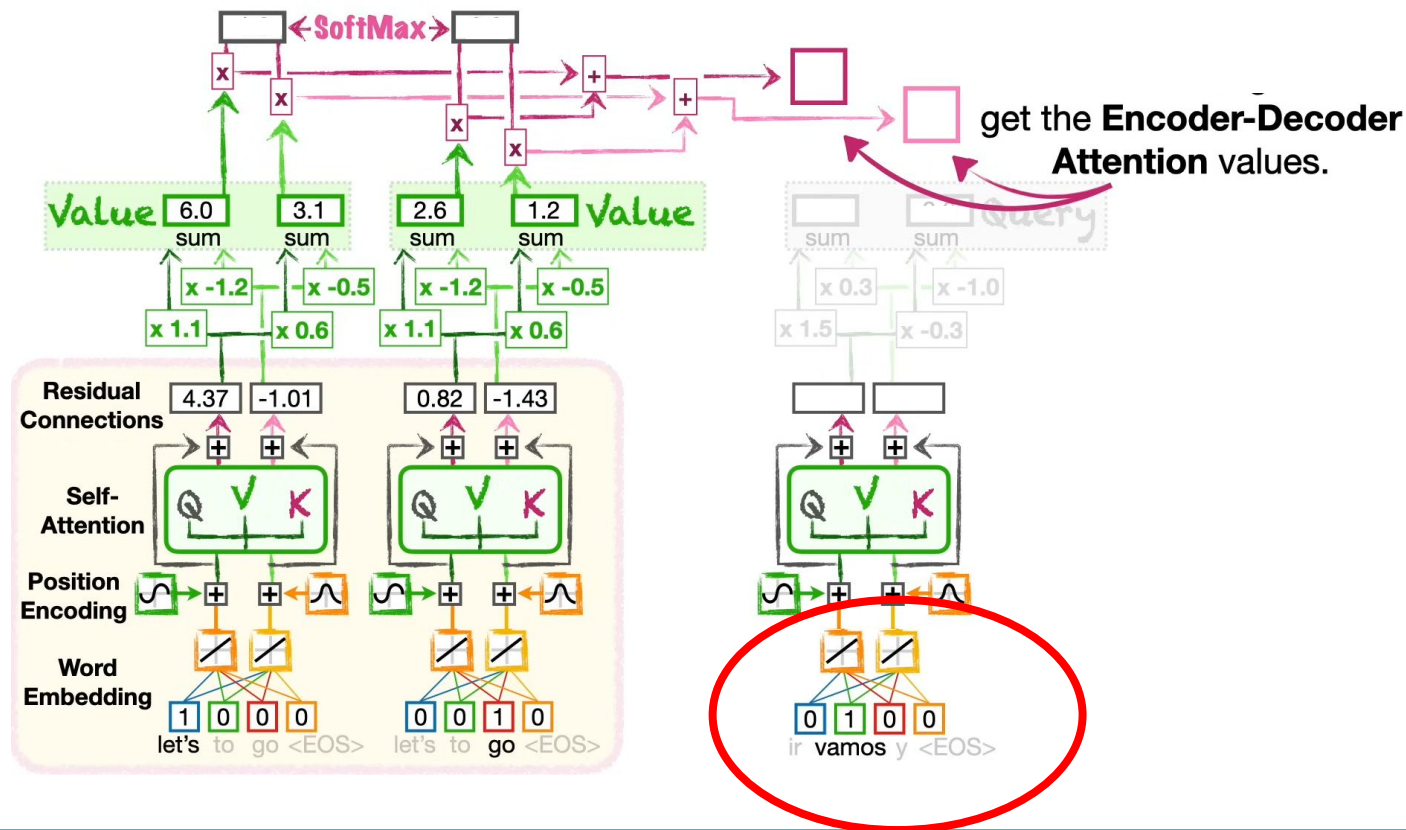 SoftMax
x
+
x
+
x
x
get the Encoder-Decoder
Attention values.
Value 6.0 3.1 2.6 1.2 Value Query
sum sum sum sum sum sum
x -1.2 x -0.5 x -1.2 x -0.5 x 0.3 x -1.0
x 1.1 x 0.6 x 1.1 x 0.6 x 1.5 x -0.3
Residual
Connections
4.37 -1.01 0.82 -1.43
+ + + + + +
Self-
Attention
Q V K Q V K Q V K
Position
Encoding
+ + + + + +
Word
Embedding
1 0 0 0 0 0 1 0 0 1 0 0
let's to go <EOS> let's to go <EOS> ir vamos y <EOS>